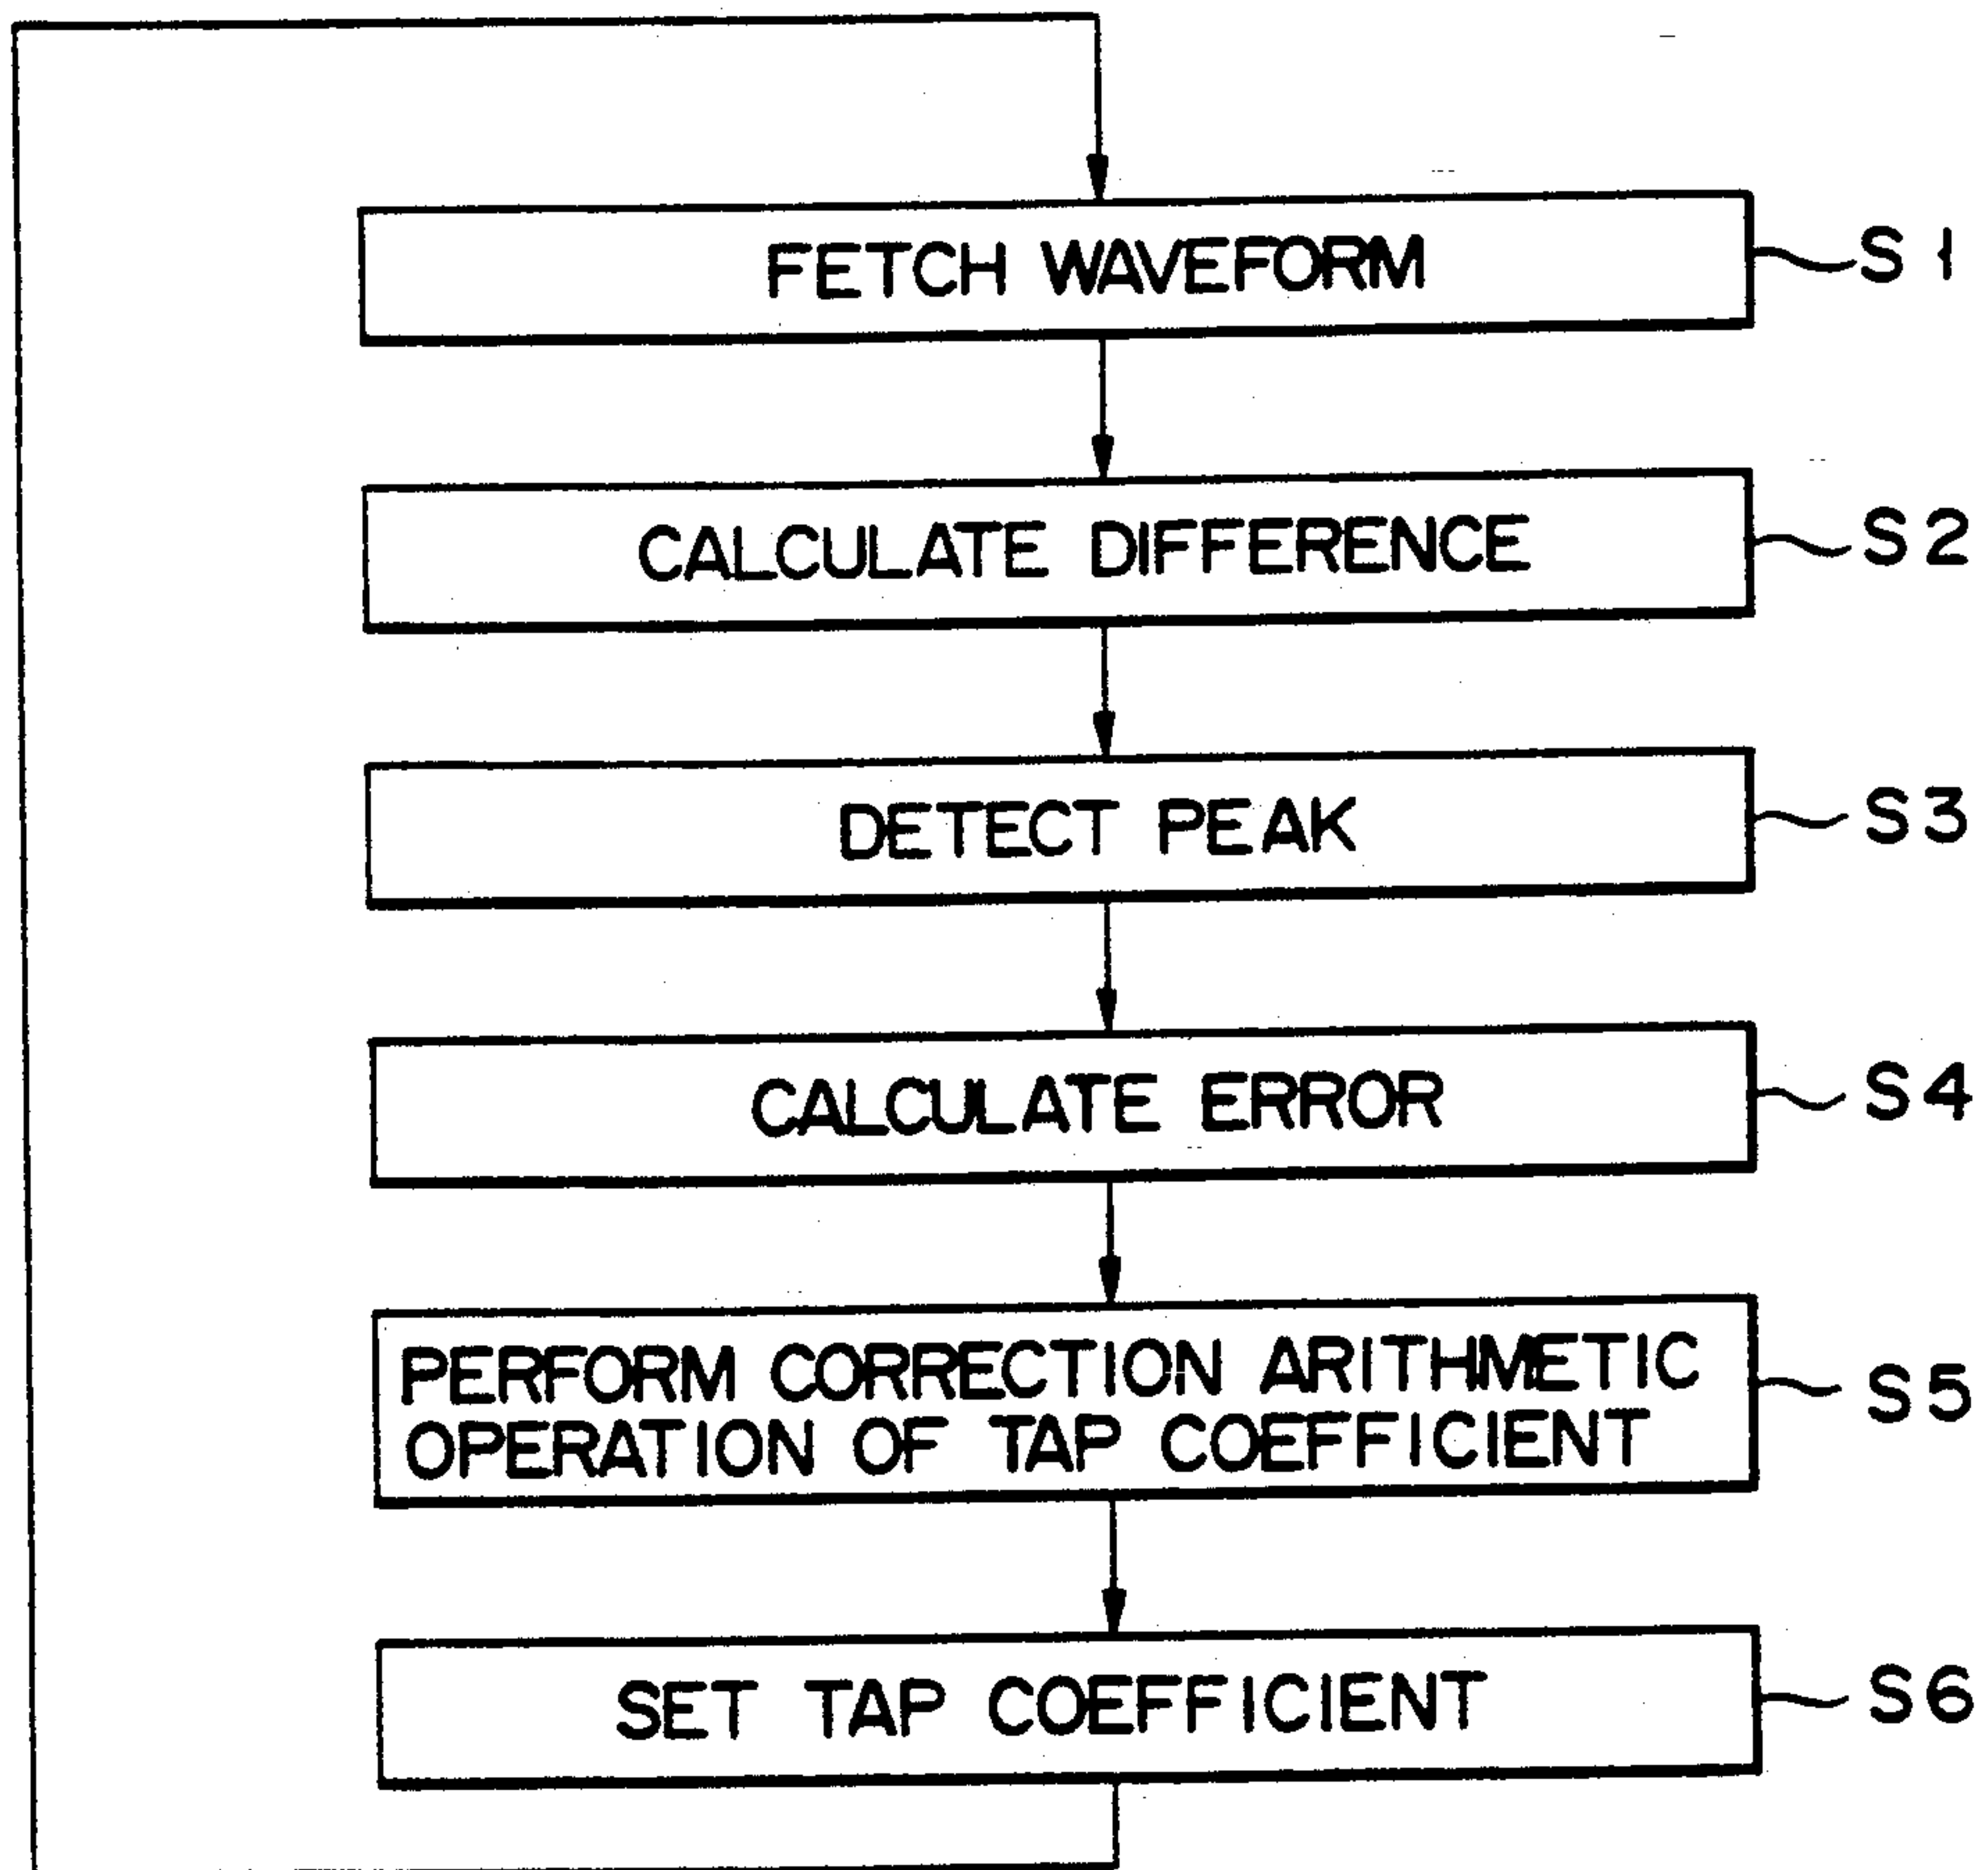 FETCH WAVEFORM S1
CALCULATE DIFFERENCE S2
DETECT PEAK S3
CALCULATE ERROR S4
PERFORM CORRECTION ARITHMETIC
OPERATION OF TAP COEFFICIENT S5
SET TAP COEFFICIENT S6